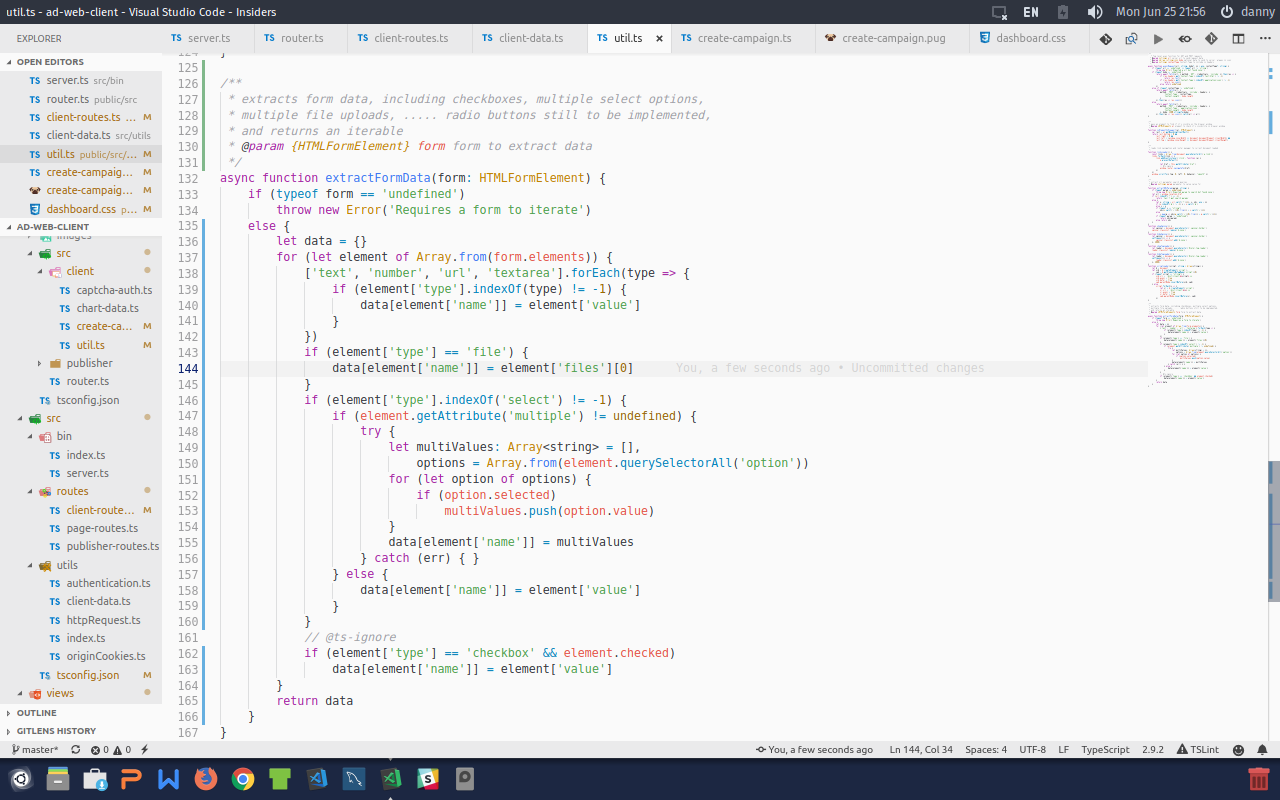 util.ts - ad-web-client - Visual Studio Code - Insiders
EN
Mon Jun 25 21:56
danny
EXPLORER
TS server.ts
TS router.ts
TS client-routes.ts
TS client-data.ts
TS util.ts ×
TS create-campaign.ts
create-campaign.pug
dashboard.css
OPEN EDITORS
TS server.ts src/bin
TS router.ts public/src
TS client-routes.ts ... M
TS client-data.ts src/utils
TS util.ts public/src/... M
TS create-campaig... M
create-campaig... M
dashboard.css p... M
AD-WEB-CLIENT
images
src
client
TS captcha-auth.ts
TS chart-data.ts
TS create-ca... M
TS util.ts M
publisher
TS router.ts
TS tsconfig.json
src
bin
TS index.ts
TS server.ts
routes
TS client-route... M
TS page-routes.ts
TS publisher-routes.ts
utils
TS authentication.ts
TS client-data.ts
TS httpRequest.ts
TS index.ts
TS originCookies.ts
TS tsconfig.json M
views
OUTLINE
GITLENS HISTORY
124 }
125
126 /**
127  * extracts form data, including checkboxes, multiple select options,
128  * multiple file uploads, ..... radio buttons still to be implemented,
129  * and returns an iterable
130  * @param {HTMLFormElement} form form to extract data
131  */
132 async function extractFormData(form: HTMLFormElement) {
133     if (typeof form == 'undefined')
134         throw new Error('Requires a form to iterate')
135     else {
136         let data = {}
137         for (let element of Array.from(form.elements)) {
138             ['text', 'number', 'url', 'textarea'].forEach(type => {
139                 if (element['type'].indexOf(type) != -1) {
140                     data[element['name']] = element['value']
141                 }
142             })
143             if (element['type'] == 'file') {
144                 data[element['name']] = element['files'][0] You, a few seconds ago • Uncommitted changes
145             }
146             if (element['type'].indexOf('select') != -1) {
147                 if (element.getAttribute('multiple') != undefined) {
148                     try {
149                         let multiValues: Array<string> = [],
150                             options = Array.from(element.querySelectorAll('option'))
151                         for (let option of options) {
152                             if (option.selected)
153                                 multiValues.push(option.value)
154                         }
155                         data[element['name']] = multiValues
156                     } catch (err) { }
157                 } else {
158                     data[element['name']] = element['value']
159                 }
160             }
161             // @ts-ignore
162             if (element['type'] == 'checkbox' && element.checked)
163                 data[element['name']] = element['value']
164         }
165         return data
166     }
167 }
master*
0
0
You, a few seconds ago
Ln 144, Col 34
Spaces: 4
UTF-8
LF
TypeScript
2.9.2
TSLint